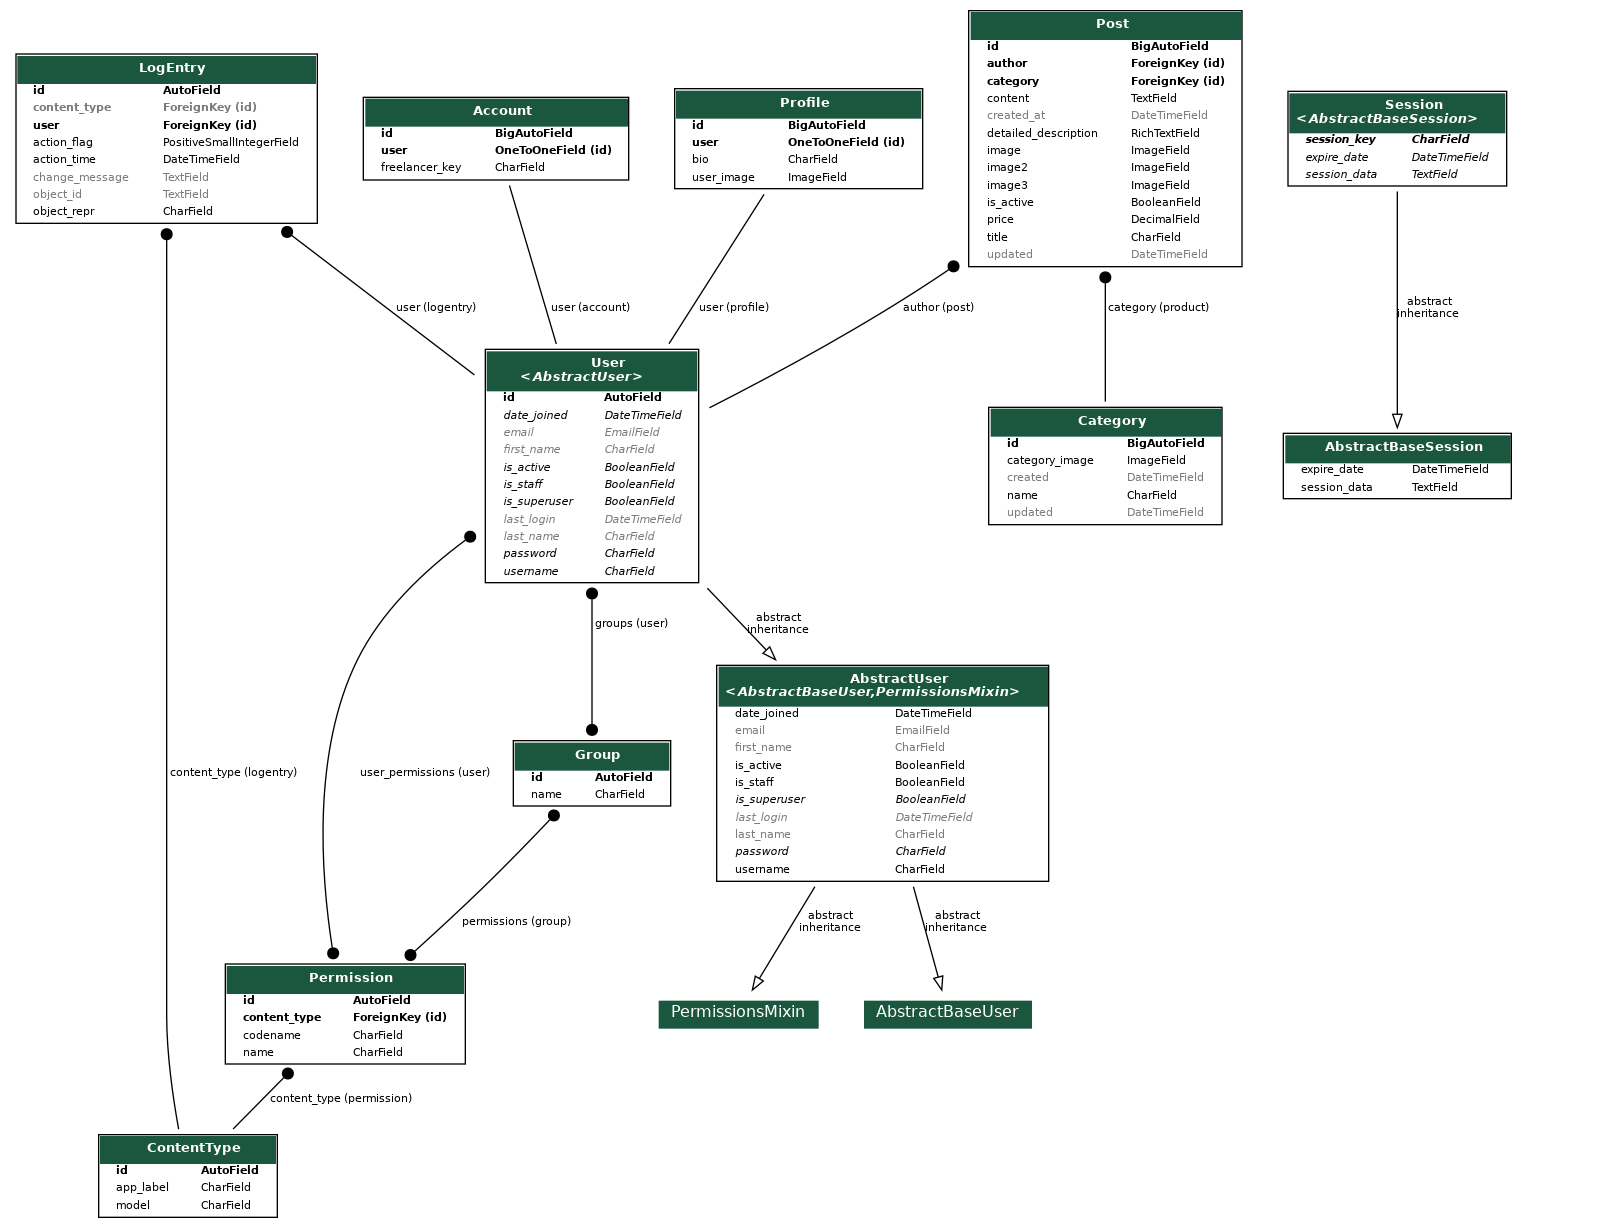 LogEntry
id AutoField
content_type ForeignKey (id)
user ForeignKey (id)
action_flag PositiveSmallIntegerField
action_time DateTimeField
change_message TextField
object_id TextField
object_repr CharField
Account
id BigAutoField
user OneToOneField (id)
freelancer_key CharField
Profile
id BigAutoField
user OneToOneField (id)
bio CharField
user_image ImageField
Post
id BigAutoField
author ForeignKey (id)
category ForeignKey (id)
content TextField
created_at DateTimeField
detailed_description RichTextField
image ImageField
image2 ImageField
image3 ImageField
is_active BooleanField
price DecimalField
title CharField
updated DateTimeField
Session
<AbstractBaseSession>
session_key CharField
expire_date DateTimeField
session_data TextField
user (logentry)
user (account)
user (profile)
author (post)
category (product)
abstract
inheritance
User
<AbstractUser>
id AutoField
date_joined DateTimeField
email EmailField
first_name CharField
is_active BooleanField
is_staff BooleanField
is_superuser BooleanField
last_login DateTimeField
last_name CharField
password CharField
username CharField
Category
id BigAutoField
category_image ImageField
created DateTimeField
name CharField
updated DateTimeField
AbstractBaseSession
expire_date DateTimeField
session_data TextField
groups (user)
abstract
inheritance
AbstractUser
<AbstractBaseUser,PermissionsMixin>
date_joined DateTimeField
email EmailField
first_name CharField
is_active BooleanField
is_staff BooleanField
is_superuser BooleanField
last_login DateTimeField
last_name CharField
password CharField
username CharField
content_type (logentry)
user_permissions (user)
Group
id AutoField
name CharField
permissions (group)
abstract
inheritance
abstract
inheritance
Permission
id AutoField
content_type ForeignKey (id)
codename CharField
name CharField
PermissionsMixin
AbstractBaseUser
content_type (permission)
ContentType
id AutoField
app_label CharField
model CharField